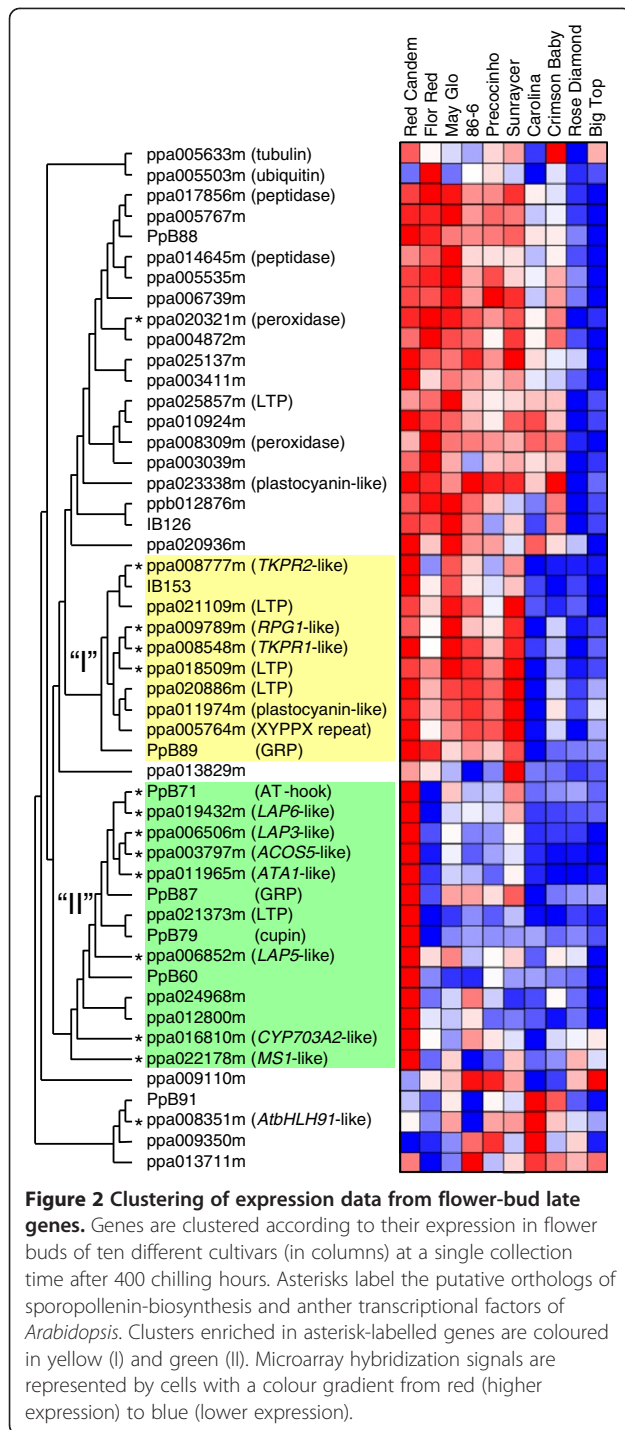 Red Candem
Flor Red
May Glo
86-6
Precocinho
Sunraycer
Carolina
Crimson Baby
Rose Diamond
Big Top
ppa005633m (tubulin)
ppa005503m (ubiquitin)
ppa017856m (peptidase)
ppa005767m
PpB88
ppa014645m (peptidase)
ppa005535m
ppa006739m
* ppa020321m (peroxidase)
ppa004872m
ppa025137m
ppa003411m
ppa025857m (LTP)
ppa010924m
ppa008309m (peroxidase)
ppa003039m
ppa023338m (plastocyanin-like)
ppb012876m
IB126
ppa020936m
* ppa008777m (TKPR2-like)
IB153
ppa021109m (LTP)
* ppa009789m (RPG1-like)
"I"
* ppa008548m (TKPR1-like)
* ppa018509m (LTP)
ppa020886m (LTP)
ppa011974m (plastocyanin-like)
ppa005764m (XYPPX repeat)
PpB89 (GRP)
ppa013829m
* PpB71 (AT-hook)
* ppa019432m (LAP6-like)
* ppa006506m (LAP3-like)
* ppa003797m (ACOS5-like)
* ppa011965m (ATA1-like)
"II"
PpB87 (GRP)
ppa021373m (LTP)
PpB79 (cupin)
* ppa006852m (LAP5-like)
PpB60
ppa024968m
ppa012800m
* ppa016810m (CYP703A2-like)
* ppa022178m (MS1-like)
ppa009110m
PpB91
* ppa008351m (AtbHLH91-like)
ppa009350m
ppa013711m
Figure 2 Clustering of expression data from flower-bud late
genes. Genes are clustered according to their expression in flower
buds of ten different cultivars (in columns) at a single collection
time after 400 chilling hours. Asterisks label the putative orthologs of
sporopollenin-biosynthesis and anther transcriptional factors of
Arabidopsis. Clusters enriched in asterisk-labelled genes are coloured
in yellow (I) and green (II). Microarray hybridization signals are
represented by cells with a colour gradient from red (higher
expression) to blue (lower expression).